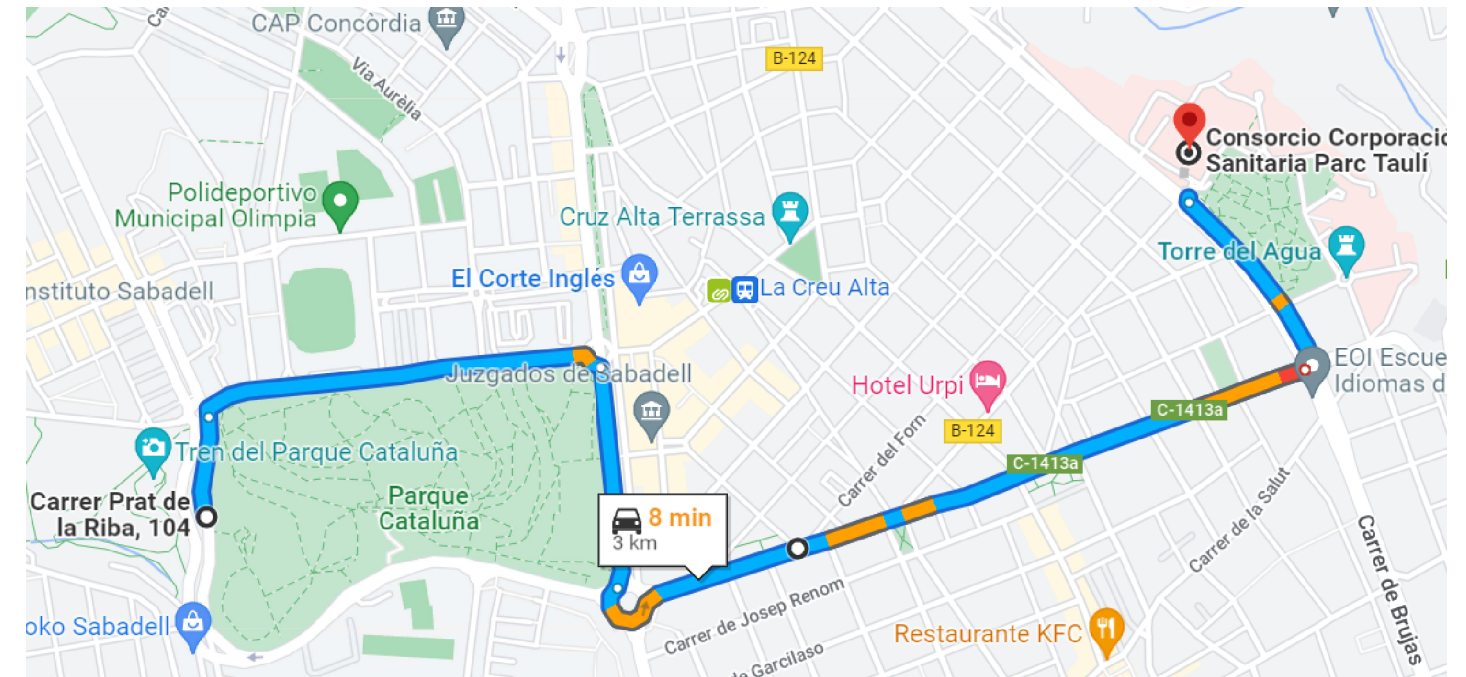 Ca
CAP Concòrdia
B-124
Via Aurèlia
Consorcio Corporació
Sanitaria Parc Taulí
Polideportivo
Municipal Olimpia
Cruz Alta Terrassa
Torre del Agua
El Corte Inglés
nstituto Sabadell
La Creu Alta
Juzgados de Sabadell
EOI Escue
Idiomas d
Hotel Urpi
C-1413a
B-124
Tren del Parque Cataluña
Carrer del Forn
C-1413a
Carrer Prat de
la Riba, 104
Parque
Cataluña
8 min
3 km
Carrer de la Salut
Carrer de Brujas
Carrer de Josep Renom
oko Sabadell
Restaurante KFC
de Garcilaso